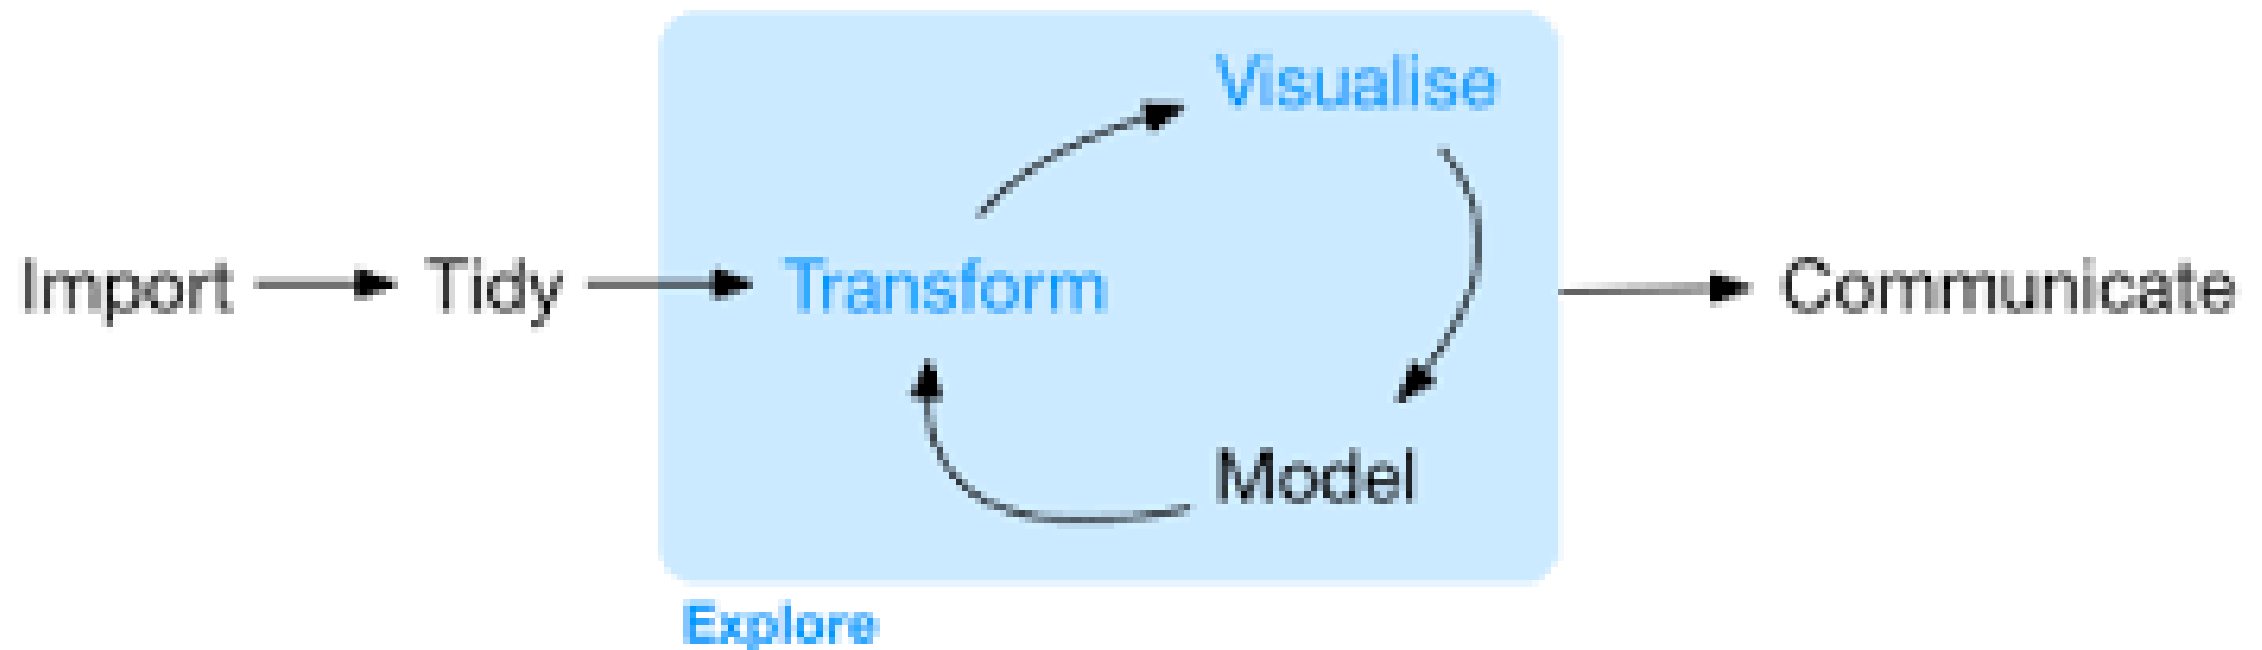 Visualise
Import Tidy Transform Communicate
Model
Explore